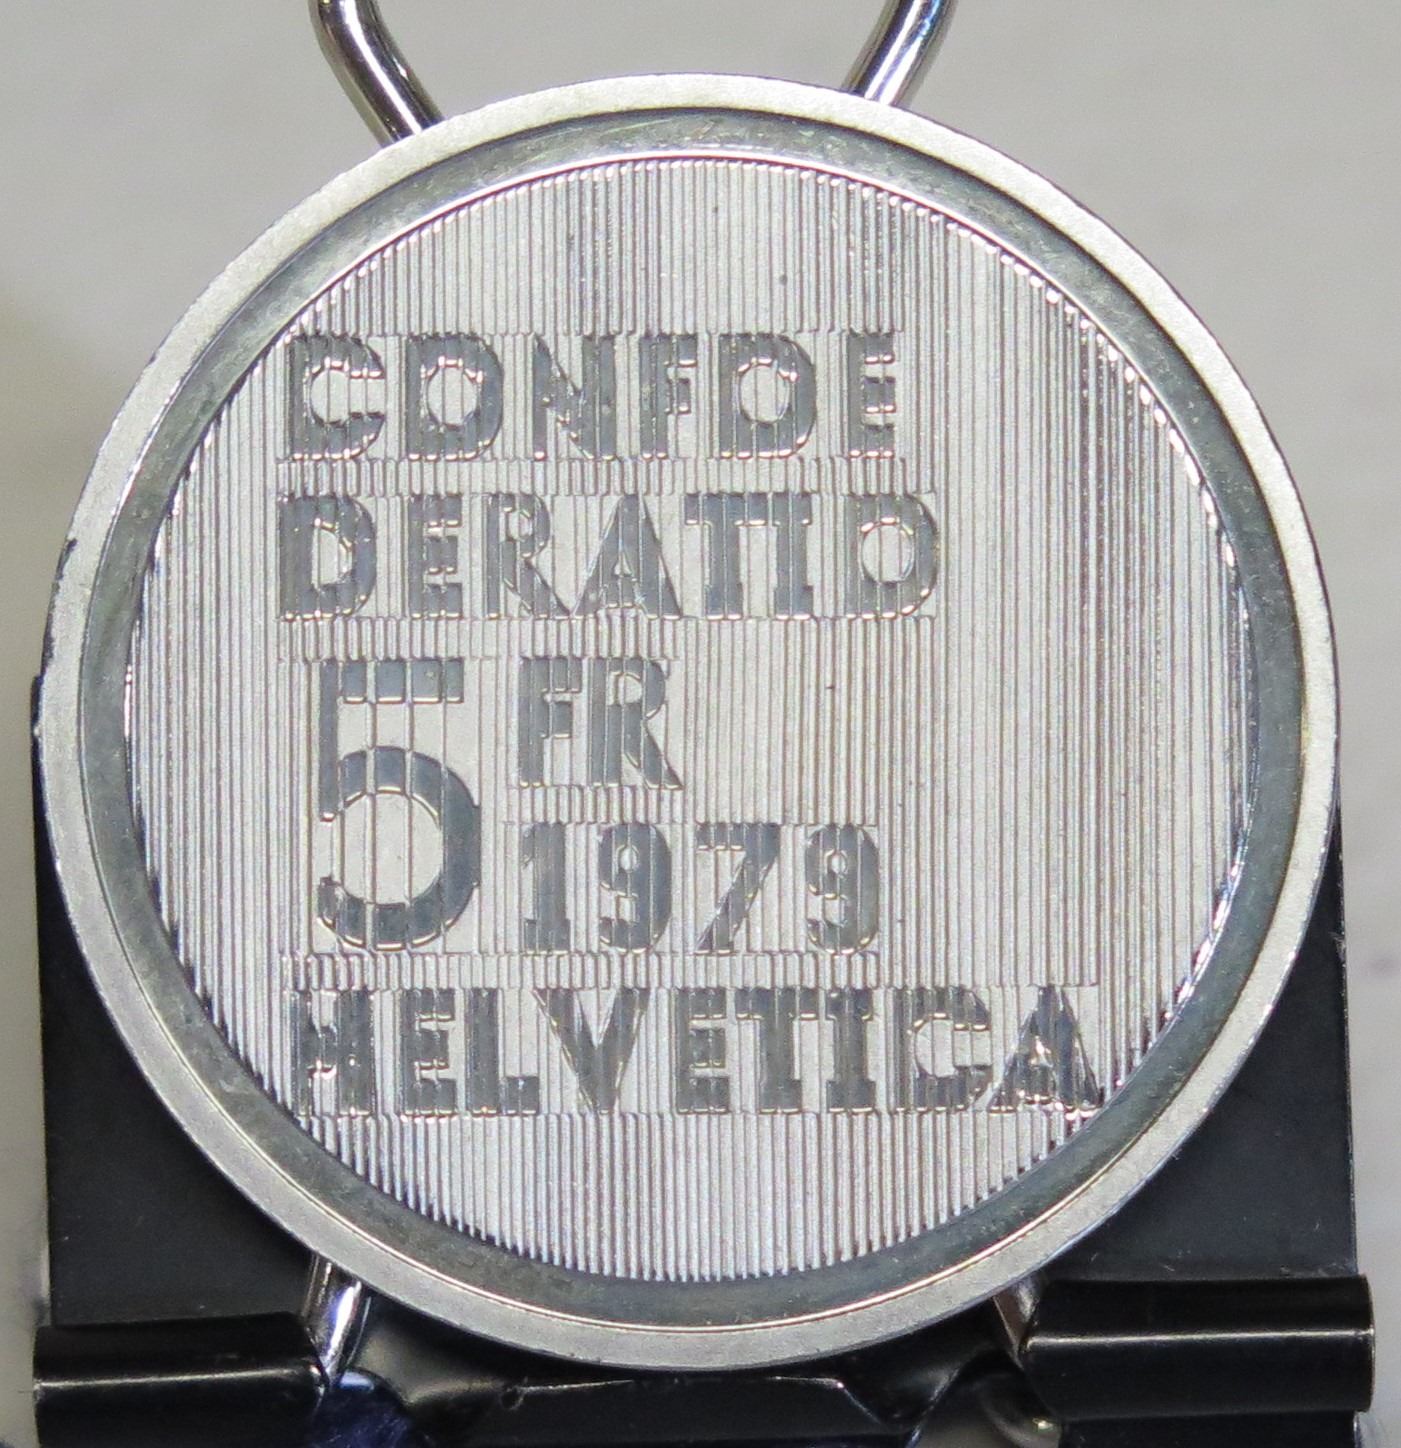 CONFOE
DERATIO
5 FR
1979
HELVETICA